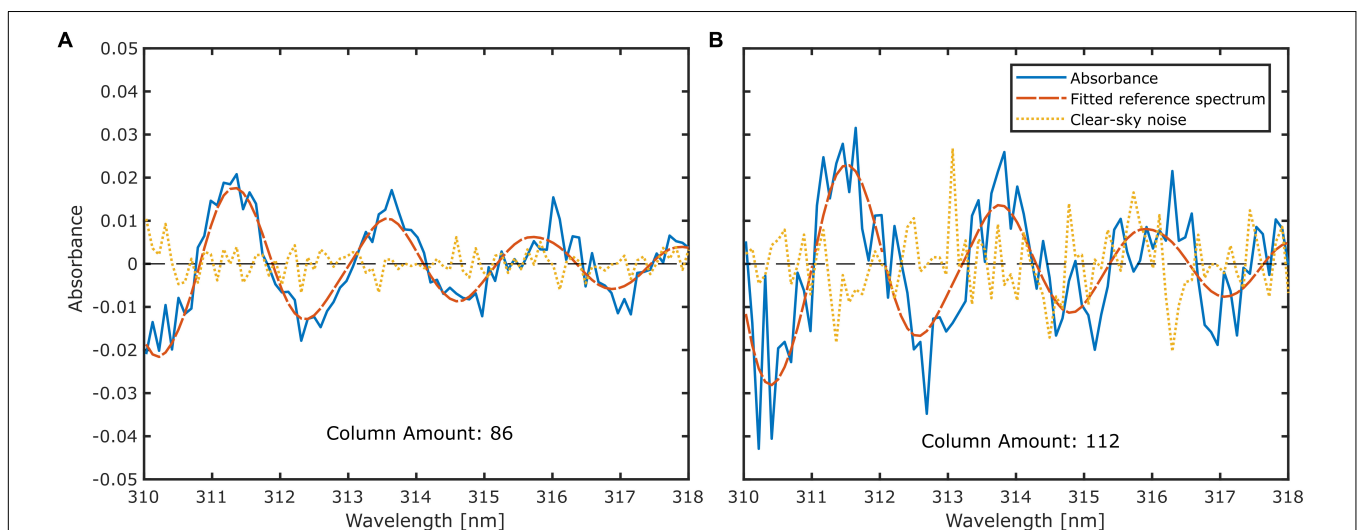 A
0.05
0.04
0.03
0.02
0.01
0
-0.01
-0.02
-0.03
-0.04
-0.05
Absorbance
Column Amount: 86
310 311 312 313 314 315 316 317 318
Wavelength [nm]
B
Absorbance
Fitted reference spectrum
Clear-sky noise
Column Amount: 112
310 311 312 313 314 315 316 317 318
Wavelength [nm]